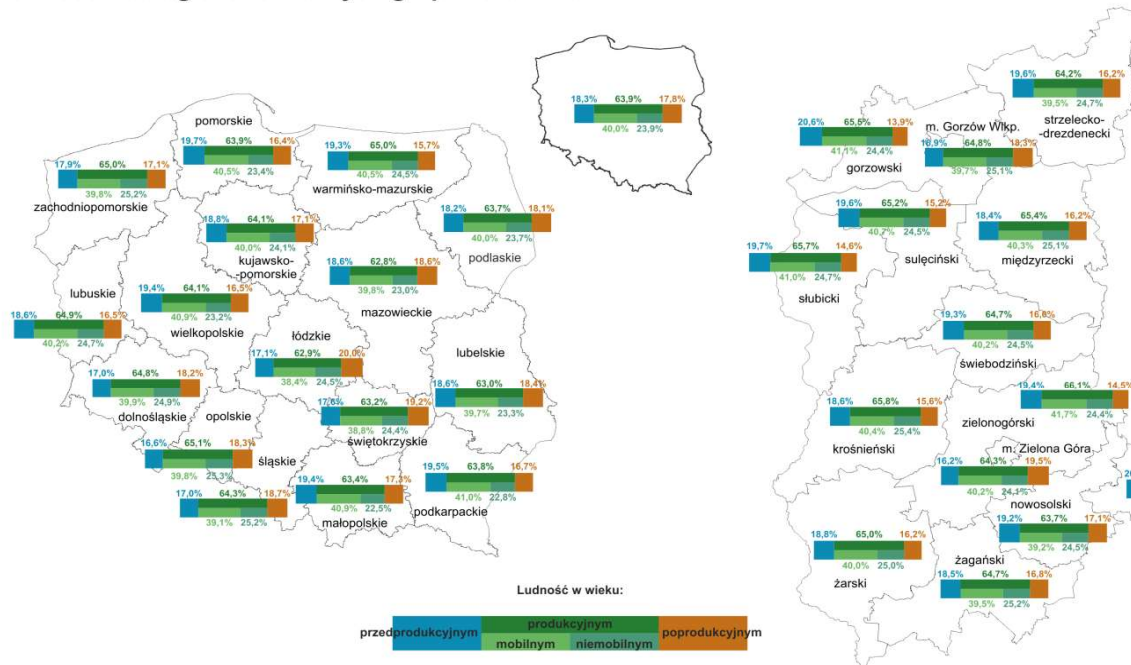 18,3% 63,9% 17,8%
40,0% 23,9%
pomorskie
19,7% 63,9% 16,4%
40,5% 23,4%
19,3% 65,0% 15,7%
40,5% 24,5%
warmińsko-mazurskie
17,9% 65,0% 17,1%
39,8% 25,2%
zachodniopomorskie
18,2% 63,7% 18,1%
40,0% 23,7%
podlaskie
18,8% 64,1% 17,1%
40,0% 24,1%
kujawsko-
-pomorskie
18,6% 62,8% 18,6%
39,8% 23,0%
mazowieckie
lubuskie
18,6% 64,9% 16,5%
40,2% 24,7%
19,4% 64,1% 16,5%
40,9% 23,2%
wielkopolskie
łódzkie
17,1% 62,9% 20,0%
38,4% 24,5%
lubelskie
18,6% 63,0% 18,4%
39,7% 23,3%
17,0% 64,8% 18,2%
39,9% 24,9%
dolnośląskie
opolskie
16,6% 65,1% 18,3%
39,8% 25,3%
17,6% 63,2% 19,2%
38,8% 24,4%
świętokrzyskie
śląskie
17,0% 64,3% 18,7%
39,1% 25,2%
19,4% 63,4% 17,3%
40,9% 22,5%
małopolskie
19,5% 63,8% 16,7%
41,0% 22,8%
podkarpackie
19,6% 64,2% 16,2%
39,5% 24,7%
strzelecko-
-drezdenecki
20,6% 65,5% 13,9%
41,1% 24,4%
gorzowski
m. Gorzów Wlkp.
16,9% 64,8% 18,3%
39,7% 25,1%
19,6% 65,2% 15,2%
40,7% 24,5%
sulęciński
18,4% 65,4% 16,2%
40,3% 25,1%
międzyrzecki
19,7% 65,7% 14,6%
41,0% 24,7%
słubicki
19,3% 64,7% 16,0%
40,2% 24,5%
świebodziński
19,4% 66,1% 14,5%
41,7% 24,4%
zielonogórski
18,6% 65,8% 15,6%
40,4% 25,4%
krośnieński
m. Zielona Góra
16,2% 64,3% 19,5%
40,2% 24,1%
nowosolski
19,2% 63,7% 17,1%
39,2% 24,5%
18,8% 65,0% 16,2%
40,0% 25,0%
żarski
żagański
18,5% 64,7% 16,8%
39,5% 25,2%
Ludność w wieku:
przedprodukcyjnym produkcyjnym poprodukcyjnym
mobilnym niemobilnym